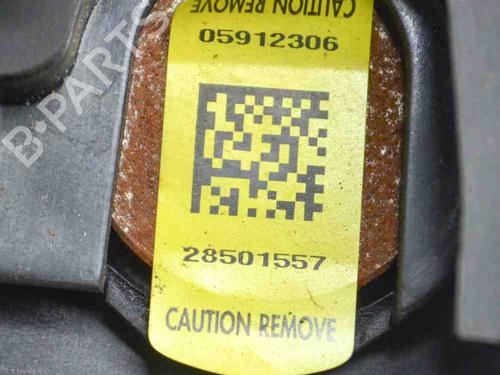 CAUTION REMOVE
05912306
28501557
CAUTION REMOVE
B-PARTS